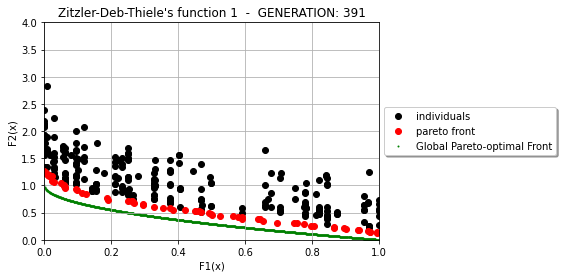 Zitzler-Deb-Thiele's function 1 - GENERATION: 391
4.0
3.5
3.0
2.5
2.0
1.5
1.0
0.5
0.0
F2(x)
0.0 0.2 0.4 0.6 0.8 1.0
F1(x)
individuals
pareto front
Global Pareto-optimal Front